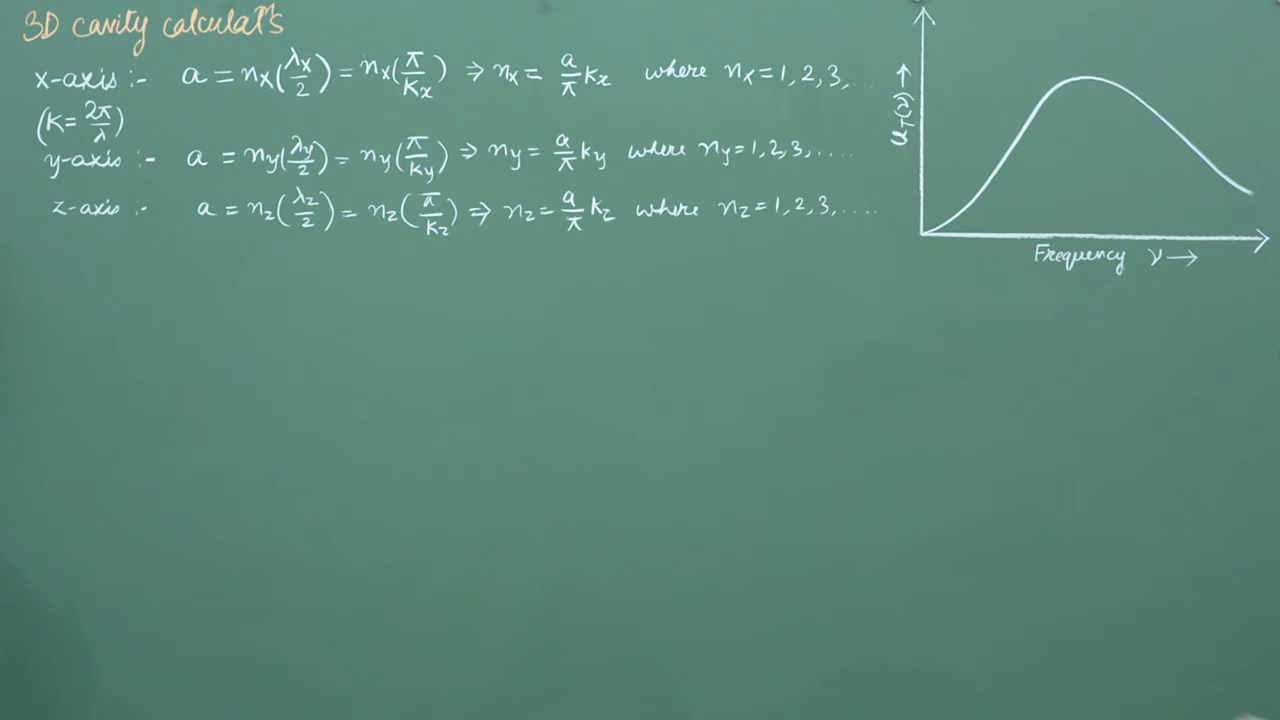 3D cavity calculatⁿs
x-axis :- a = nx(λx/2) = nx(π/kx) ⇒ nx = a/π kx where nx = 1, 2, 3, ...
(k = 2π/λ)
y-axis :- a = ny(λy/2) = ny(π/ky) ⇒ ny = a/π ky where ny = 1, 2, 3, ....
z-axis :- a = nz(λz/2) = nz(π/kz) ⇒ nz = a/π kz where nz = 1, 2, 3, ....
uT(ν) →
Frequency ν →